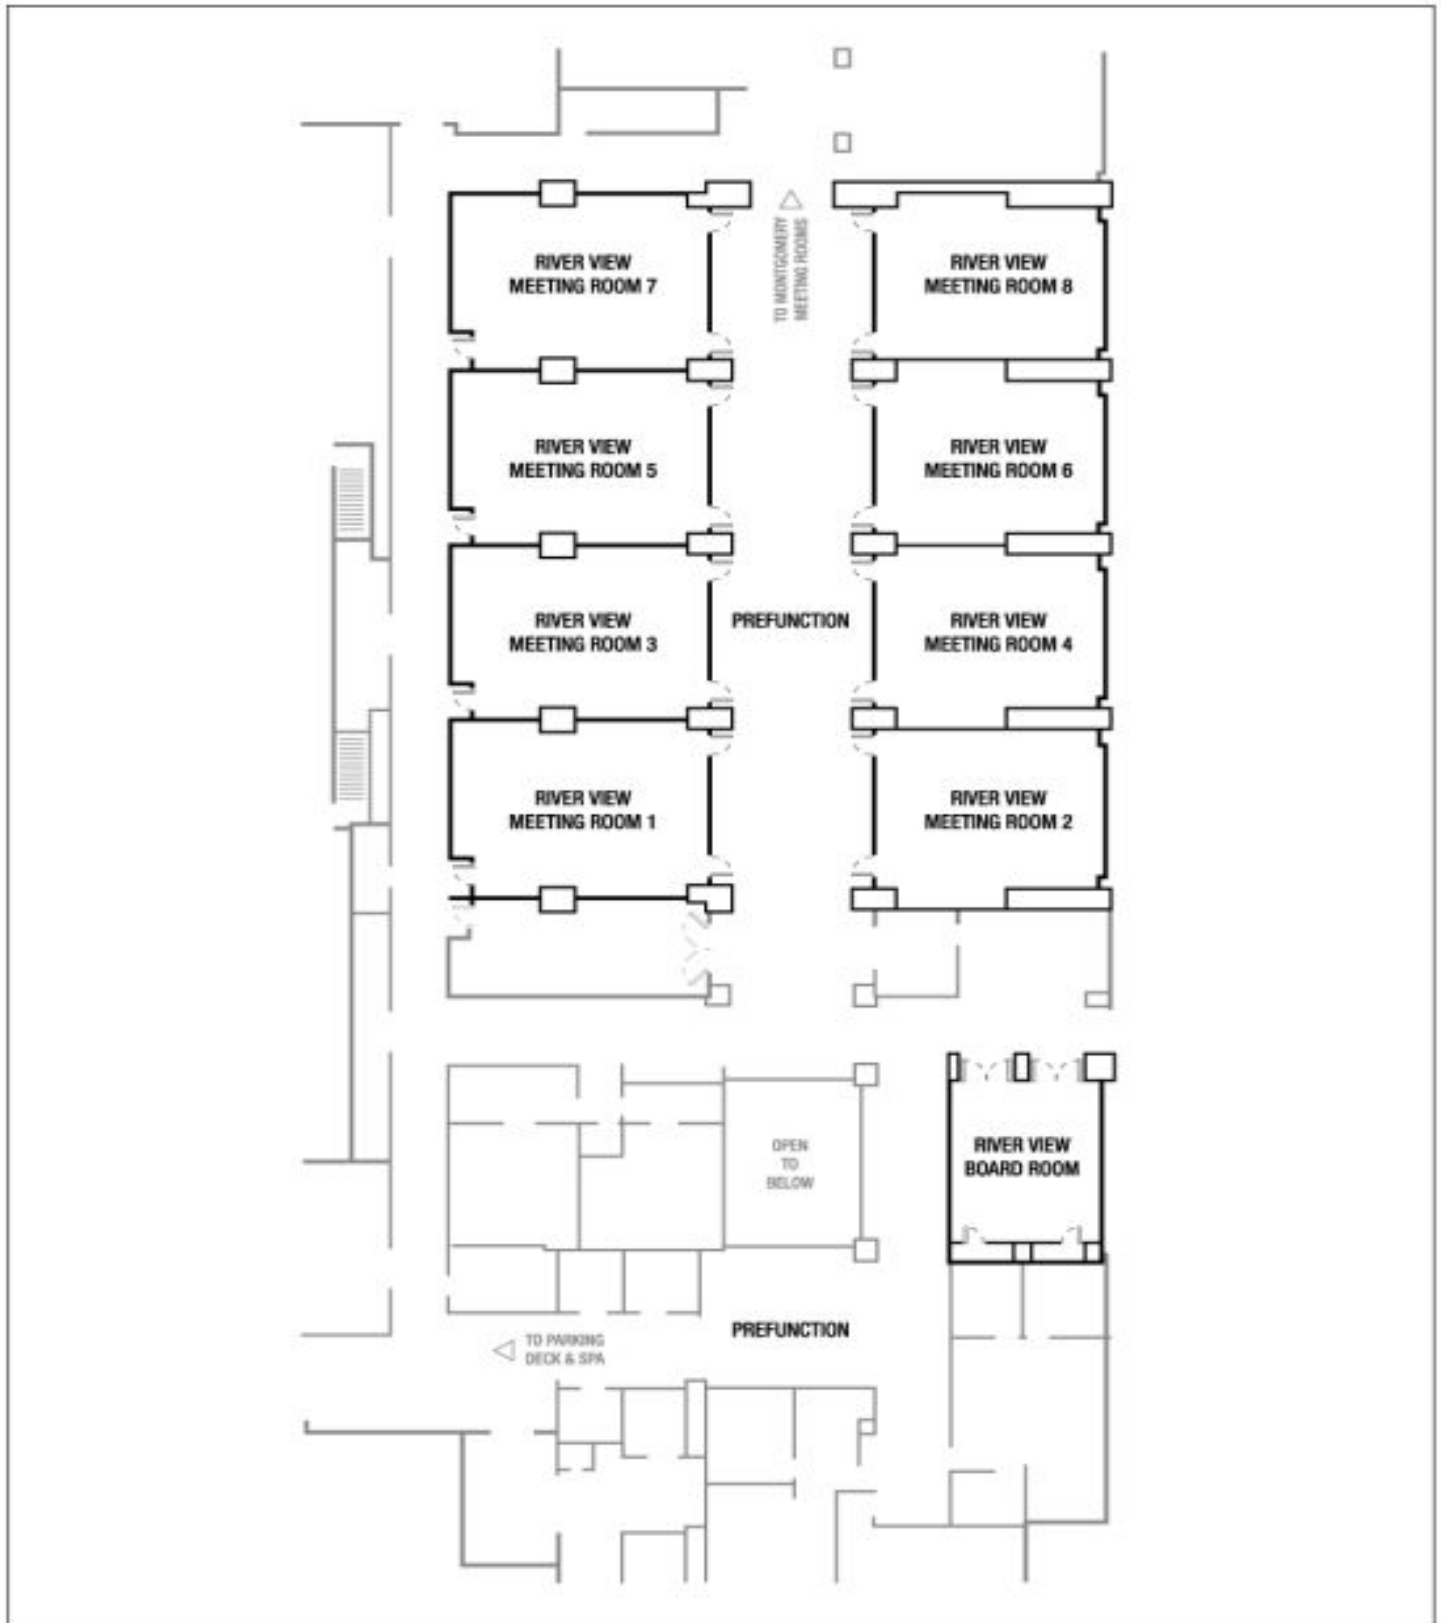 TO MONTGOMERY
MEETING ROOMS
RIVER VIEW
MEETING ROOM 7
RIVER VIEW
MEETING ROOM 8
RIVER VIEW
MEETING ROOM 5
RIVER VIEW
MEETING ROOM 6
RIVER VIEW
MEETING ROOM 3
PREFUNCTION
RIVER VIEW
MEETING ROOM 4
RIVER VIEW
MEETING ROOM 1
RIVER VIEW
MEETING ROOM 2
OPEN
TO
BELOW
RIVER VIEW
BOARD ROOM
PREFUNCTION
TO PARKING
DECK & SPA